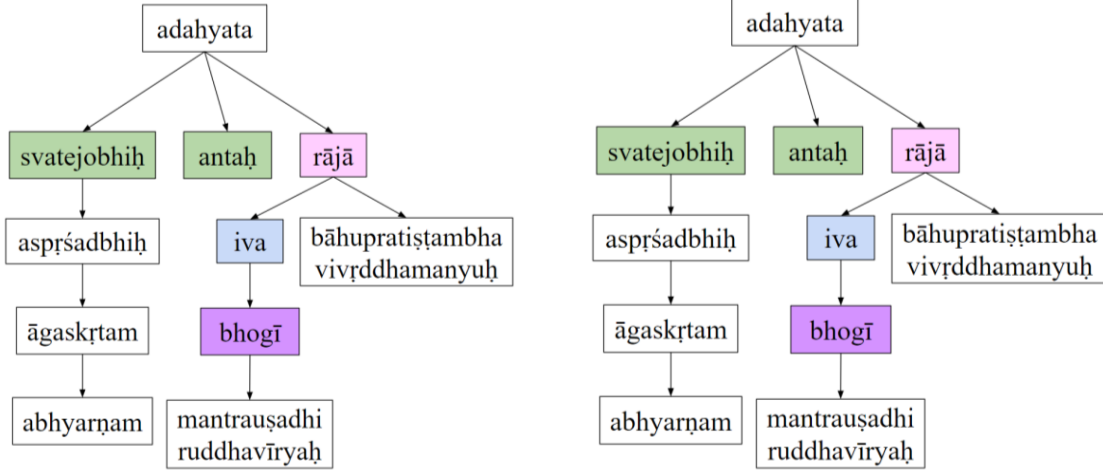 adahyata
svatejobhiḥ
antaḥ
rājā
aspṛśadbhiḥ
iva
bāhupratiṣṭambha
vivṛddhamanyuḥ
āgaskṛtam
bhogī
abhyarṇam
mantrauṣadhi
ruddhavīryaḥ
adahyata
svatejobhiḥ
antaḥ
rājā
aspṛśadbhiḥ
iva
bāhupratiṣṭambha
vivṛddhamanyuḥ
āgaskṛtam
bhogī
abhyarṇam
mantrauṣadhi
ruddhavīryaḥ